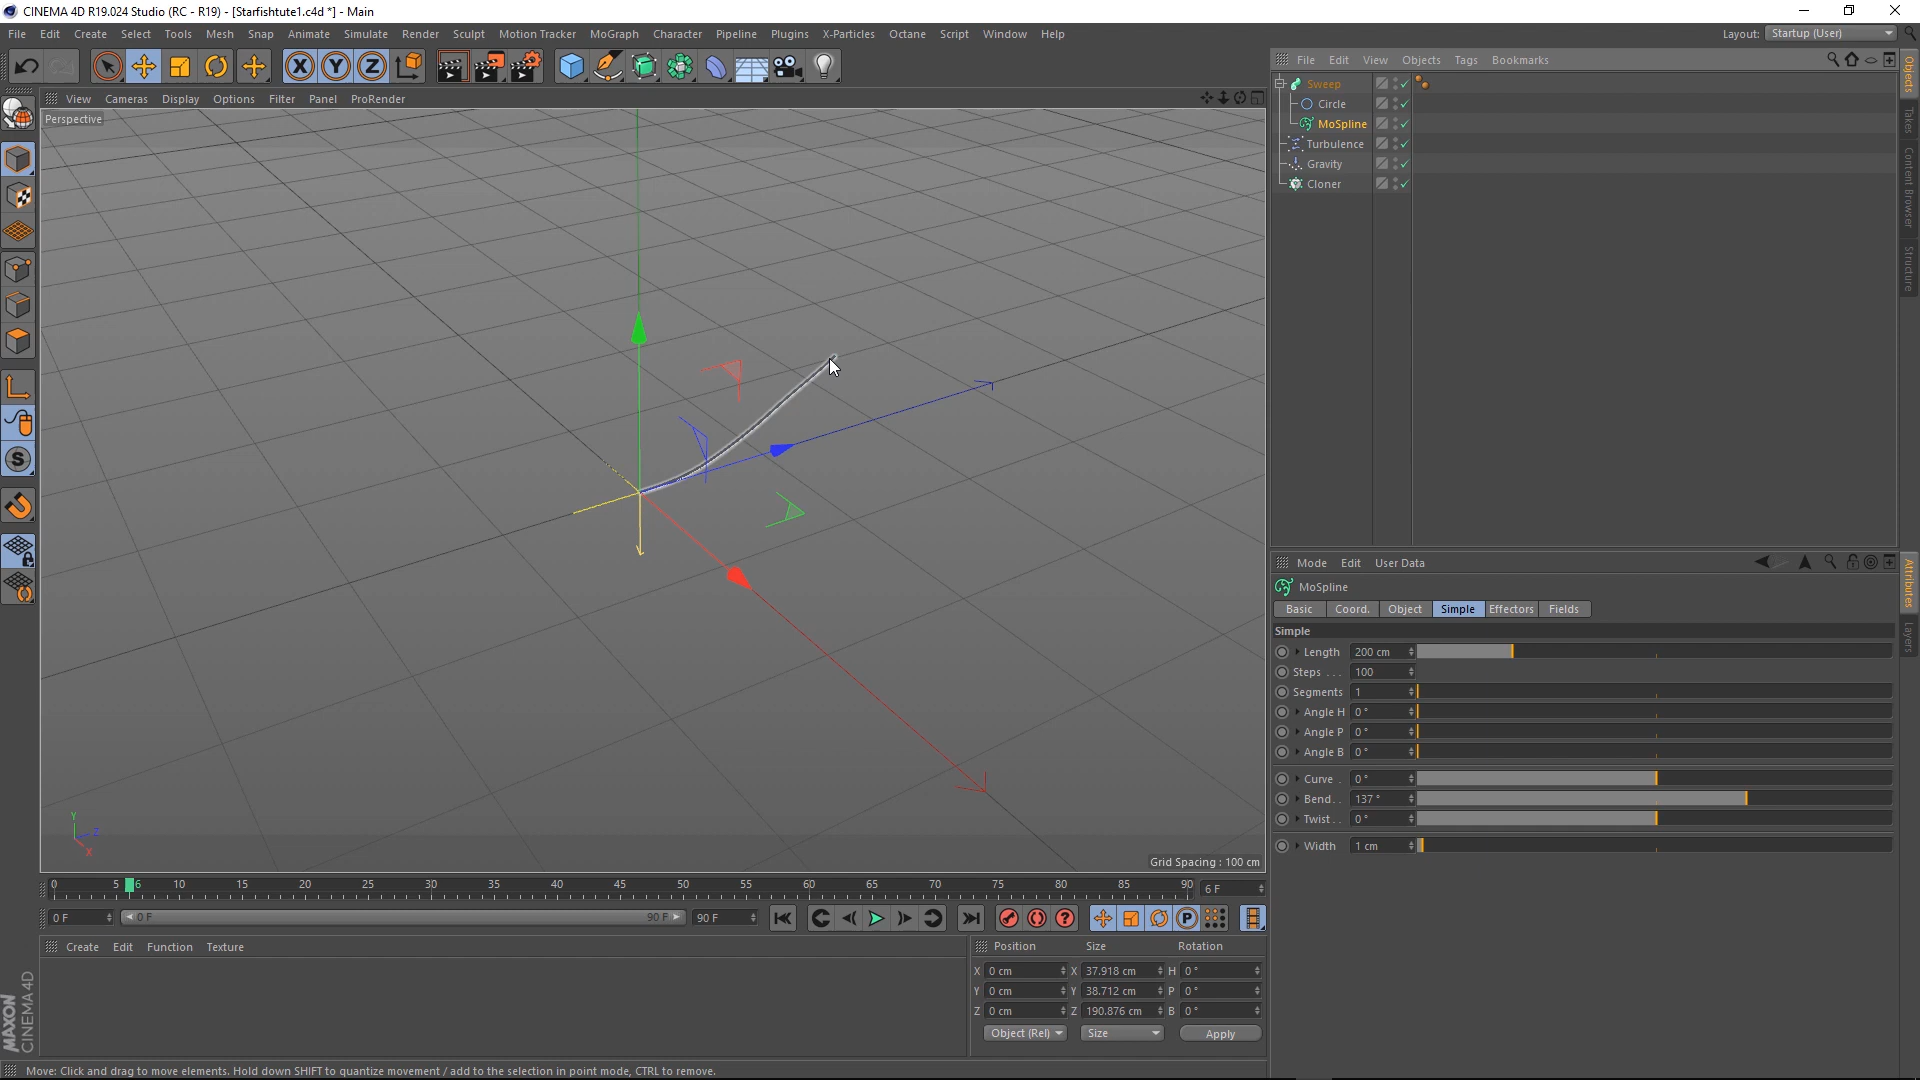 CINEMA 4D R19.024 Studio (RC - R19) - [Starfishtute1.c4d *] - Main
File Edit Create Select Tools Mesh Snap Animate Simulate Render Sculpt Motion Tracker MoGraph Character Pipeline Plugins X-Particles Octane Script Window Help
Layout: Startup (User)
File Edit View Objects Tags Bookmarks
View Cameras Display Options Filter Panel ProRender
Perspective
Sweep
Circle
MoSpline
Turbulence
Gravity
Cloner
Objects
Takes
Content Browser
Structure
Mode Edit User Data
MoSpline
Basic Coord. Object Simple Effectors Fields
Simple
Length 200 cm
Steps . . . 100
Segments 1
Angle H 0°
Angle P 0°
Angle B 0°
Curve . 0°
Bend. . 137°
Twist. . 0°
Width 1 cm
Attributes
Layers
Y
Z
X
Grid Spacing : 100 cm
0 5 6 10 15 20 25 30 35 40 45 50 55 60 65 70 75 80 85 90 6 F
0 F 0 F 90 F 90 F
Create Edit Function Texture
Position Size Rotation
X 0 cm X 37.918 cm H 0°
Y 0 cm Y 38.712 cm P 0°
Z 0 cm Z 190.876 cm B 0°
Object (Rel) Size Apply
MAXON CINEMA 4D
Move: Click and drag to move elements. Hold down SHIFT to quantize movement / add to the selection in point mode, CTRL to remove.